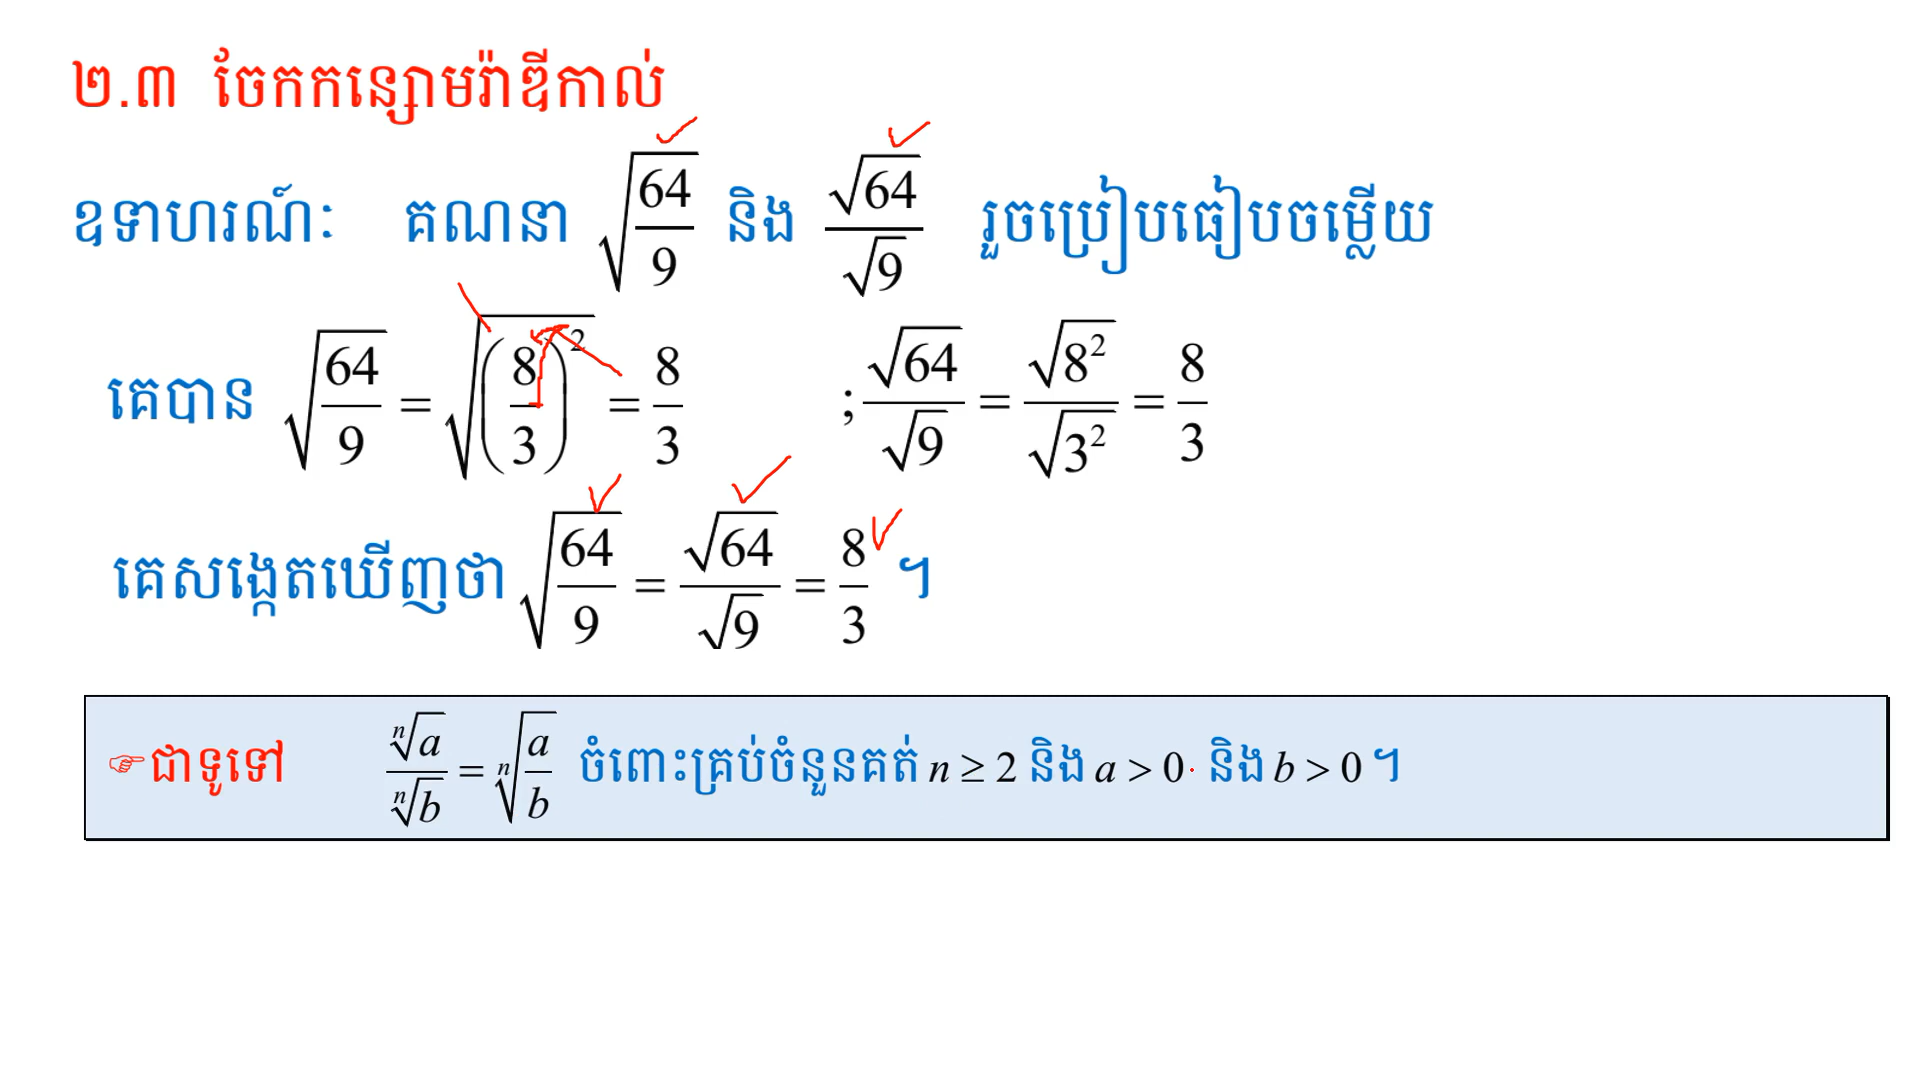 ២.៣ ចែកកន្សោមរ៉ាឌីកាល់
ឧទាហរណ៍ៈ គណនា √(64/9) និង √64/√9 រួចប្រៀបធៀបចម្លើយ
គេបាន √(64/9) = √((8/3)²) = 8/3 ; √64/√9 = √8²/√3² = 8/3
គេសង្កេតឃើញថា √(64/9) = √64/√9 = 8/3 ។
☞ជាទូទៅ ⁿ√a/ⁿ√b = ⁿ√(a/b) ចំពោះគ្រប់ចំនួនគត់ n ≥ 2 និង a > 0 និង b > 0 ។